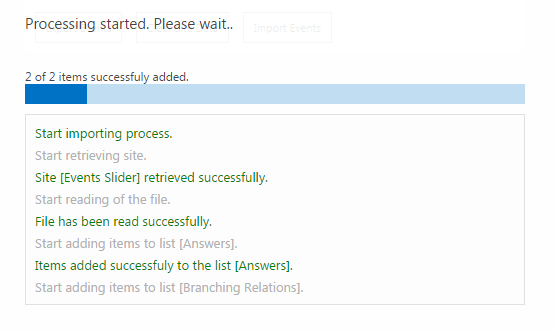 Processing started. Please wait..
Import Events
2 of 2 items successfuly added.
Start importing process.
Start retrieving site.
Site [Events Slider] retrieved successfully.
Start reading of the file.
File has been read successfully.
Start adding items to list [Answers].
Items added successfuly to the list [Answers].
Start adding items to list [Branching Relations].